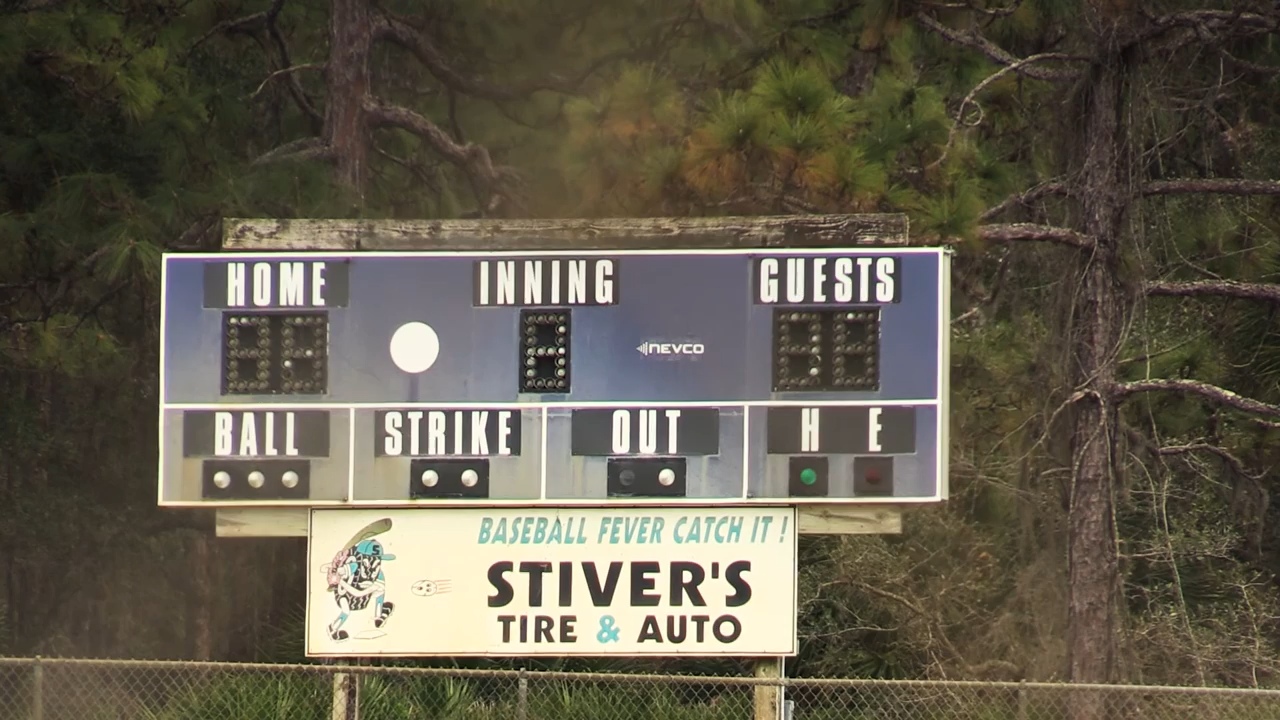 HOME INNING GUESTS
NEVCO
BALL STRIKE OUT H E
BASEBALL FEVER CATCH IT!
STIVER'S
TIRE & AUTO